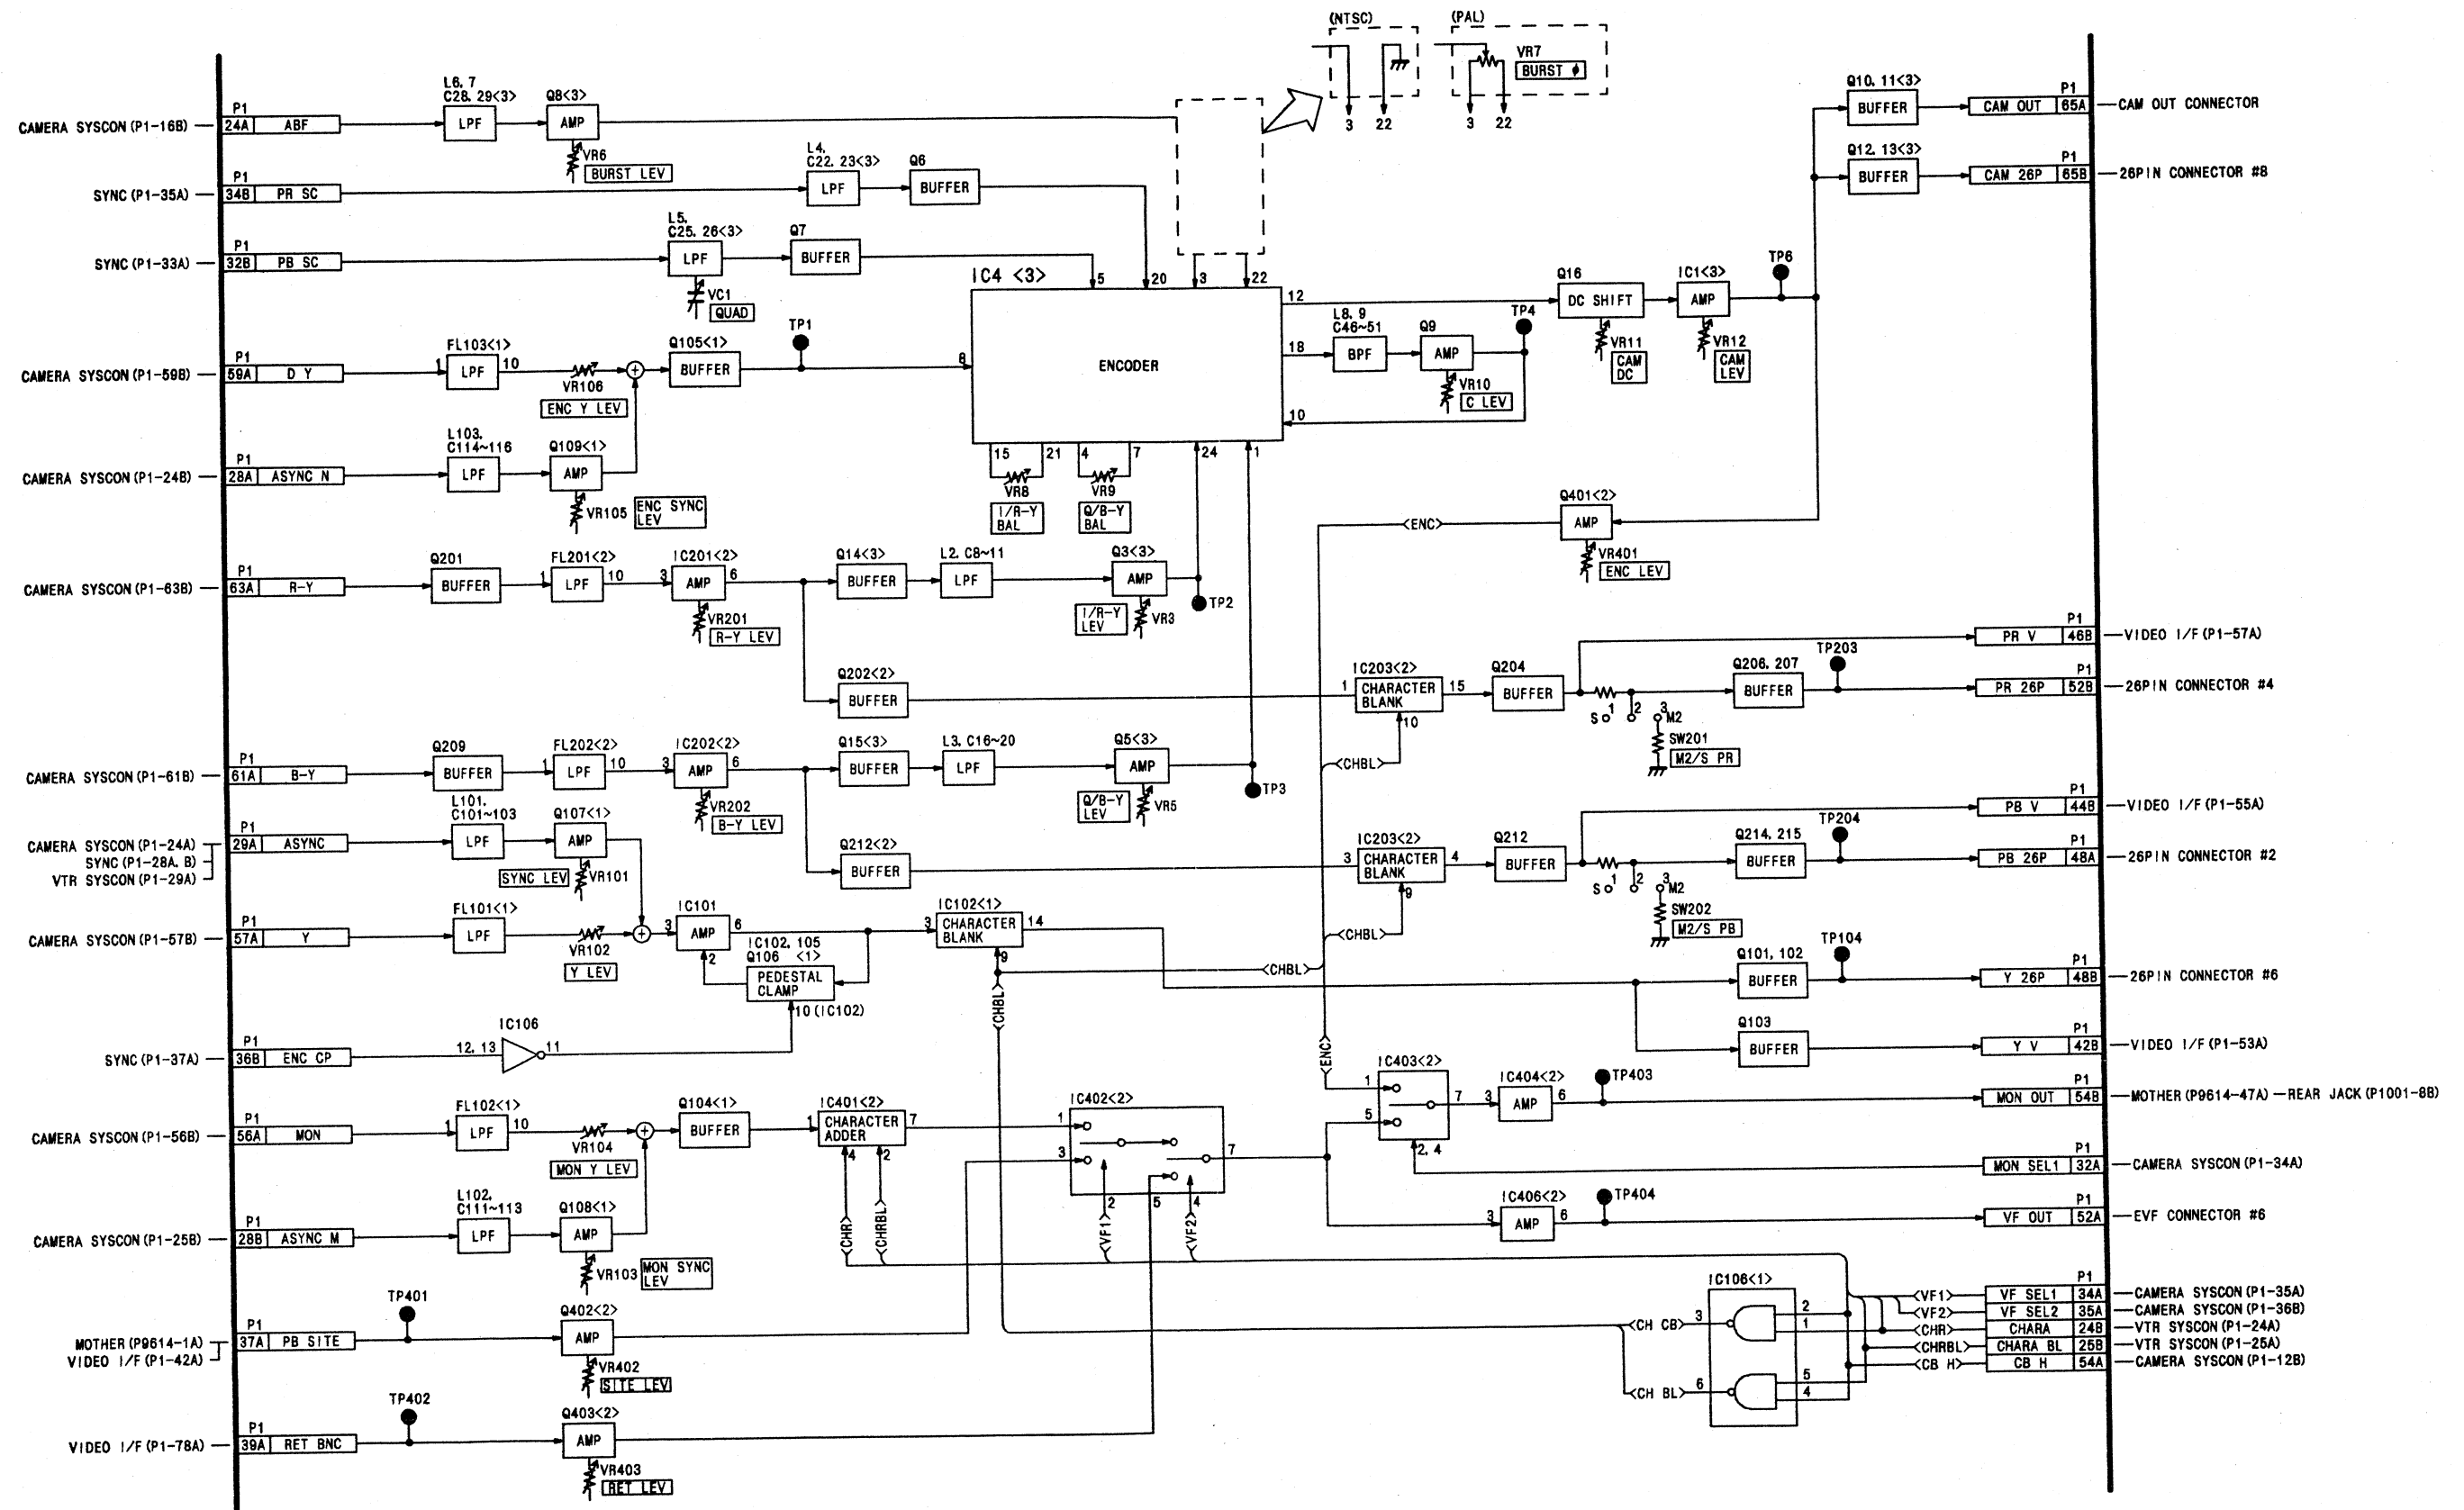 (NTSC)
(PAL)
VR7
BURST ϕ
3 22
3 22
CAMERA SYSCON (P1-16B)
P1
24A ABF
L6. 7
C28. 29<3>
LPF
Q8<3>
AMP
VR6
BURST LEV
SYNC (P1-35A)
P1
34B PR SC
L4.
C22. 23<3>
LPF
Q6
BUFFER
SYNC (P1-33A)
P1
32B PB SC
L5.
C25. 26<3>
LPF
VC1
QUAD
Q7
BUFFER
IC4 <3>
5 20 3 22
ENCODER
8
12
18
10
15 21 4 7 24 1
VR8
I/R-Y
BAL
VR9
Q/B-Y
BAL
CAMERA SYSCON (P1-59B)
P1
59A D Y
FL103<1>
1 LPF 10
VR106
ENC Y LEV
Q105<1>
BUFFER
TP1
CAMERA SYSCON (P1-24B)
P1
28A ASYNC N
L103.
C114~116
LPF
Q109<1>
AMP
VR105
ENC SYNC
LEV
L8. 9
C46~51
BPF
Q9
AMP
VR10
C LEV
TP4
Q16
DC SHIFT
VR11
CAM
DC
IC1<3>
AMP
VR12
CAM
LEV
TP6
Q10. 11<3>
BUFFER
P1
CAM OUT 65A
CAM OUT CONNECTOR
Q12. 13<3>
BUFFER
P1
CAM 26P 65B
26PIN CONNECTOR #8
Q401<2>
AMP
VR401
ENC LEV
<ENC>
CAMERA SYSCON (P1-63B)
P1
63A R-Y
Q201
BUFFER
FL201<2>
1 LPF 10
IC201<2>
3 AMP 6
VR201
R-Y LEV
Q14<3>
BUFFER
L2. C8~11
LPF
Q3<3>
AMP
I/R-Y
LEV
VR3
TP2
Q202<2>
BUFFER
IC203<2>
1 CHARACTER
BLANK
15
10
<CHBL>
Q204
BUFFER
S 1 2 3 M2
SW201
M2/S PR
Q206. 207
BUFFER
TP203
P1
PR V 46B
VIDEO I/F (P1-57A)
P1
PR 26P 52B
26PIN CONNECTOR #4
CAMERA SYSCON (P1-61B)
P1
61A B-Y
Q209
BUFFER
FL202<2>
1 LPF 10
IC202<2>
3 AMP 6
VR202
B-Y LEV
Q15<3>
BUFFER
L3. C16~20
LPF
Q5<3>
AMP
Q/B-Y
LEV
VR5
TP3
Q212<2>
BUFFER
IC203<2>
3 CHARACTER
BLANK
4
9
<CHBL>
Q212
BUFFER
S 1 2 3 M2
SW202
M2/S PB
Q214. 215
BUFFER
TP204
P1
PB V 44B
VIDEO I/F (P1-55A)
P1
PB 26P 48A
26PIN CONNECTOR #2
CAMERA SYSCON (P1-24A)
SYNC (P1-28A. B)
VTR SYSCON (P1-29A)
P1
29A ASYNC
L101.
C101~103
LPF
Q107<1>
AMP
SYNC LEV
VR101
CAMERA SYSCON (P1-57B)
P1
57A Y
FL101<1>
LPF
VR102
Y LEV
IC101
3 AMP 6
2
IC102. 105
Q106 <1>
PEDESTAL
CLAMP
10 (IC102)
IC102<1>
3 CHARACTER
BLANK
14
9
<CHBL>
<CHBL>
Q101, 102
BUFFER
TP104
P1
Y 26P 48B
26PIN CONNECTOR #6
Q103
BUFFER
P1
Y V 42B
VIDEO I/F (P1-53A)
SYNC (P1-37A)
P1
36B ENC CP
IC106
12. 13 11
<ENC>
IC403<2>
1
5
7
2, 4
IC404<2>
3 AMP 6
TP403
P1
MON OUT 54B
MOTHER (P9614-47A) — REAR JACK (P1001-8B)
P1
MON SEL1 32A
CAMERA SYSCON (P1-34A)
CAMERA SYSCON (P1-56B)
P1
56A MON
FL102<1>
1 LPF 10
VR104
MON Y LEV
Q104<1>
BUFFER
IC401<2>
1 CHARACTER
ADDER
7
4 2
<CHR>
<CHRBL>
IC402<2>
1
3
7
2 5 4
<VF1>
<VF2>
IC406<2>
3 AMP 6
TP404
P1
VF OUT 52A
EVF CONNECTOR #6
CAMERA SYSCON (P1-25B)
P1
28B ASYNC M
L102.
C111~113
LPF
Q108<1>
AMP
VR103
MON SYNC
LEV
MOTHER (P9614-1A)
VIDEO I/F (P1-42A)
P1
37A PB SITE
TP401
Q402<2>
AMP
VR402
SITE LEV
VIDEO I/F (P1-78A)
P1
39A RET BNC
TP402
Q403<2>
AMP
VR403
RET LEV
IC106<1>
<CH CB> 3
2
1
<CH BL> 6
5
4
P1
<VF1> VF SEL1 34A CAMERA SYSCON (P1-35A)
<VF2> VF SEL2 35A CAMERA SYSCON (P1-36B)
<CHR> CHARA 24B VTR SYSCON (P1-24A)
<CHRBL> CHARA BL 25B VTR SYSCON (P1-25A)
<CB H> CB H 54A CAMERA SYSCON (P1-12B)